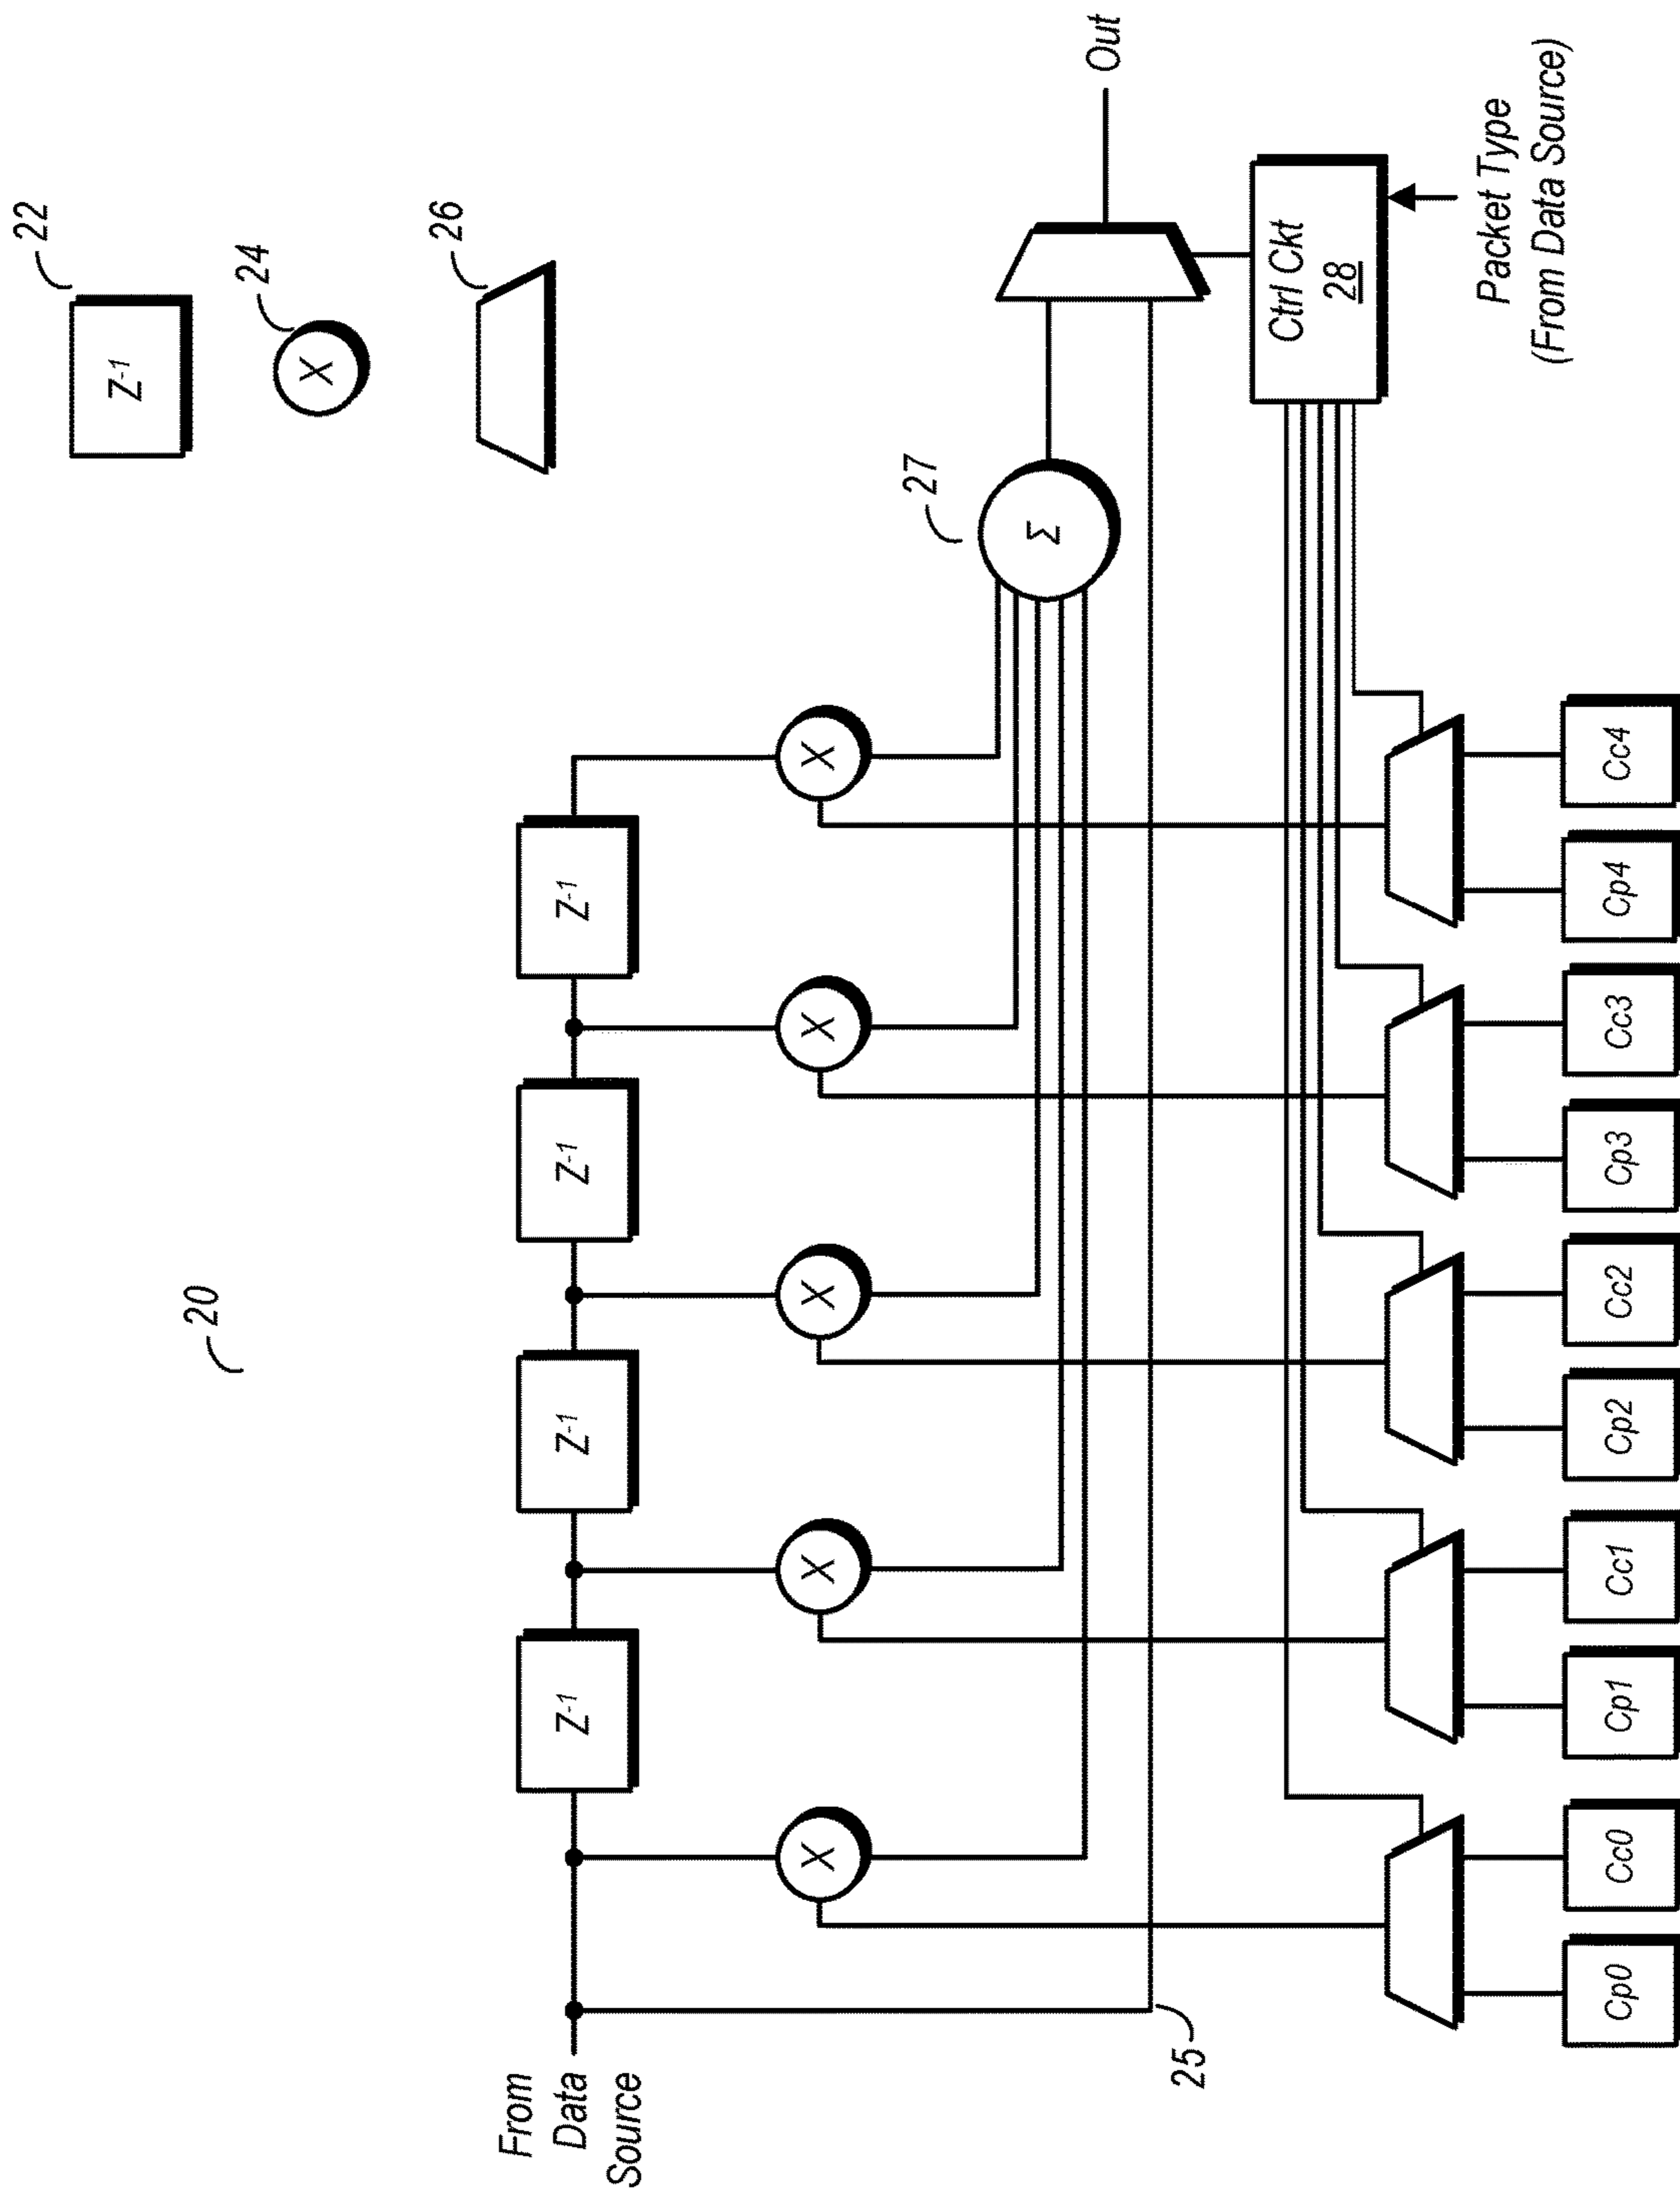 20
22
Z-1
24
X
26
From
Data
Source
Z-1
Z-1
Z-1
Z-1
X
X
X
X
X
27
Σ
Out
25
Ctrl Ckt
28
Packet Type
(From Data Source)
Cp0
Cc0
Cp1
Cc1
Cp2
Cc2
Cp3
Cc3
Cp4
Cc4